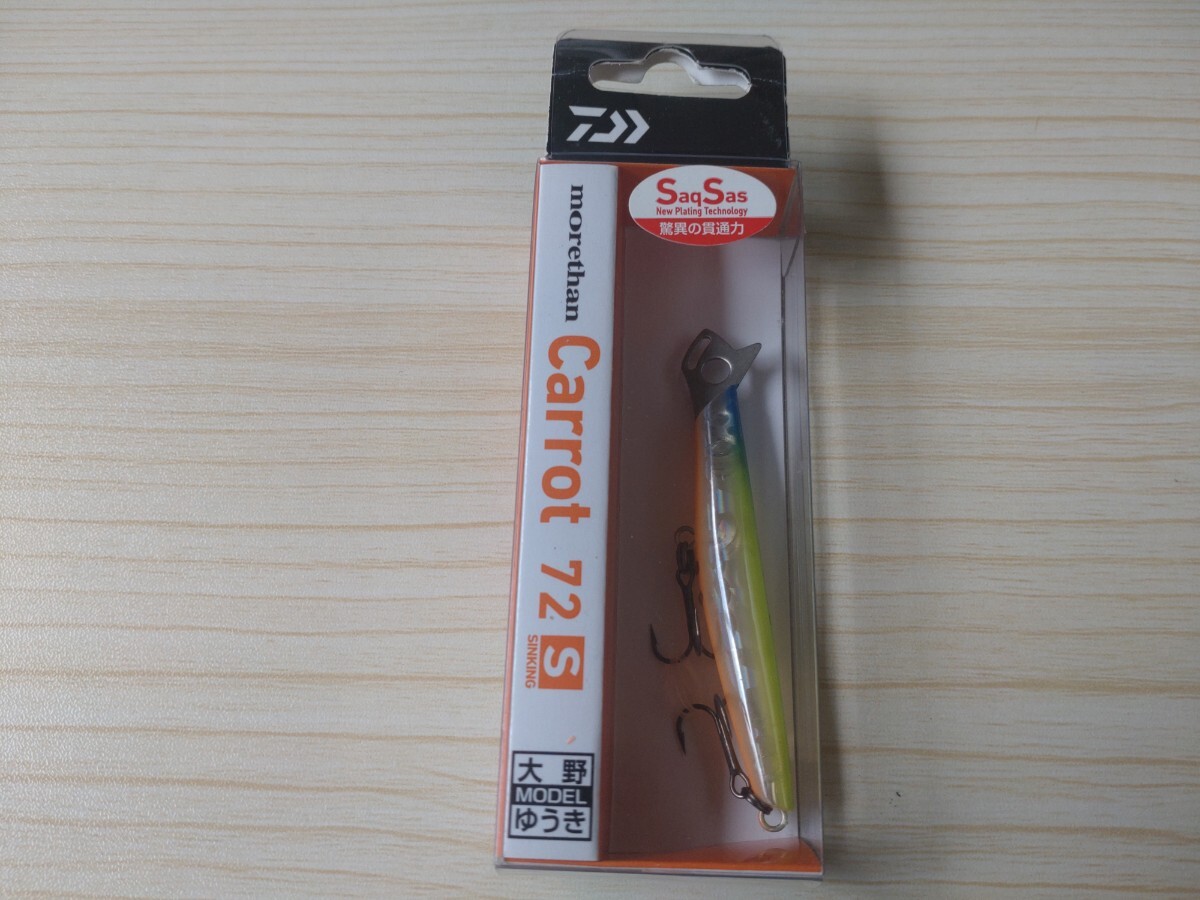 SaqSas
New Plating Technology
驚異の貫通力
morethan
Carrot 72 S
SINKING
大野
MODEL
ゆうき